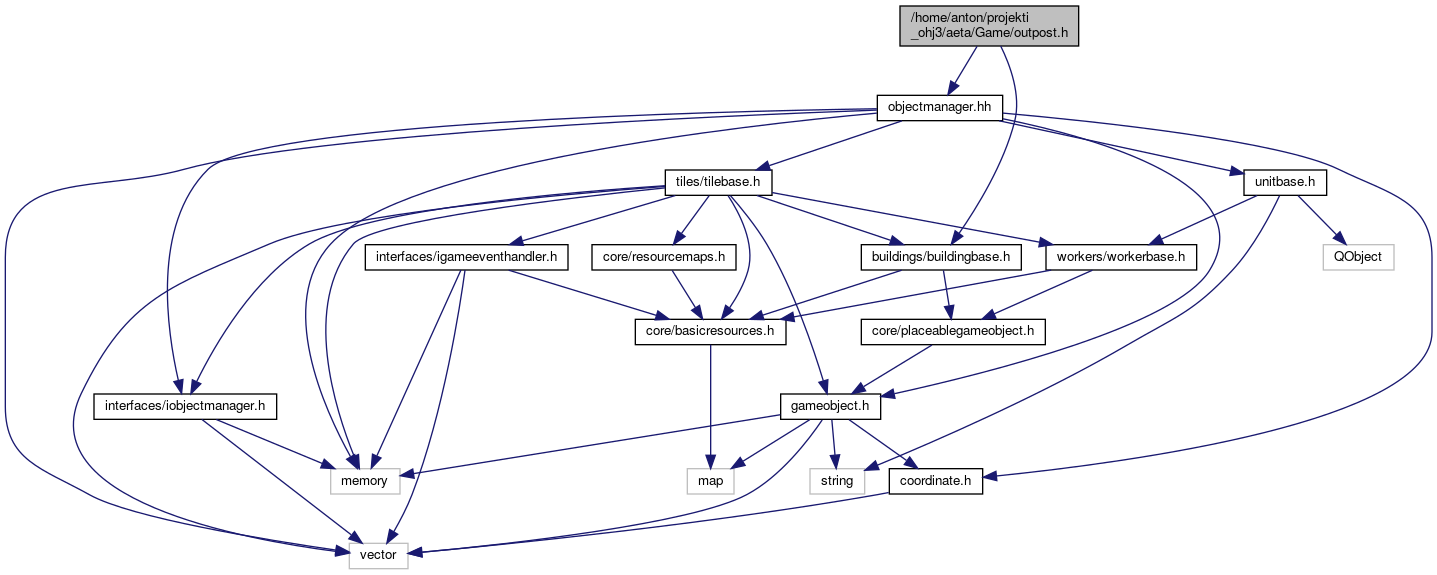 /home/anton/projekti
_ohj3/aeta/Game/outpost.h
objectmanager.hh
tiles/tilebase.h
unitbase.h
interfaces/igameeventhandler.h
core/resourcemaps.h
buildings/buildingbase.h
workers/workerbase.h
QObject
core/basicresources.h
core/placeablegameobject.h
interfaces/iobjectmanager.h
gameobject.h
memory
map
string
coordinate.h
vector